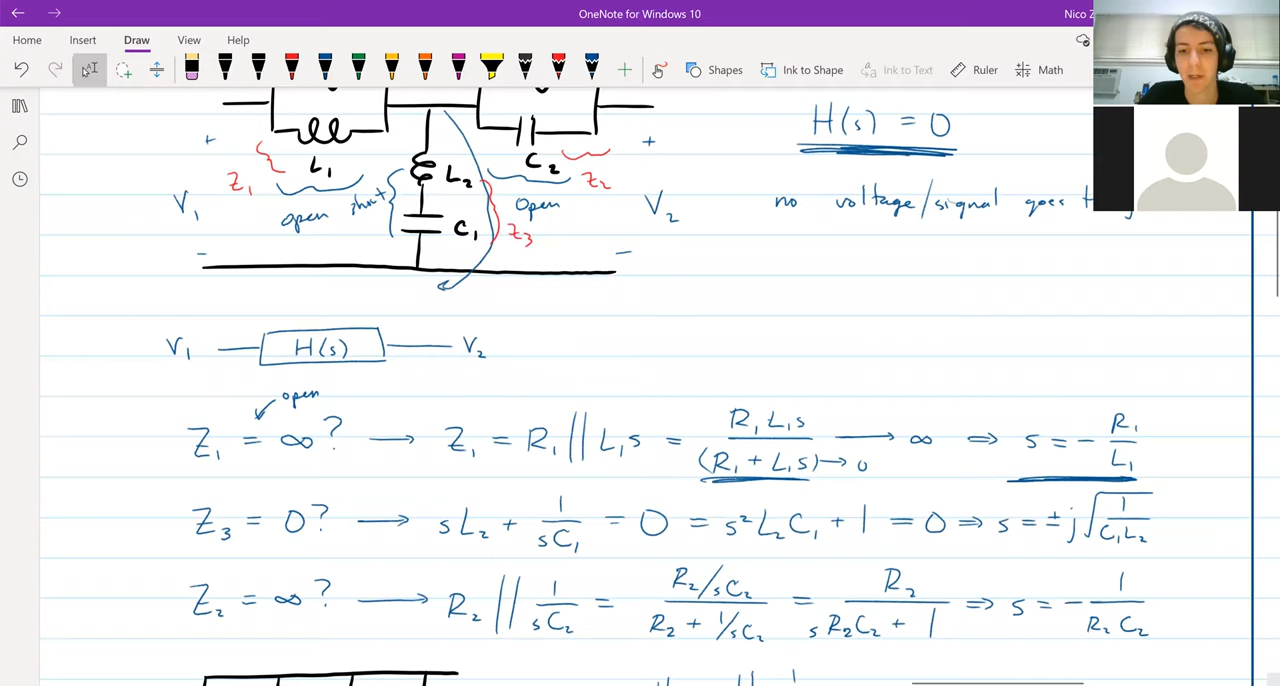 OneNote for Windows 10
Nico Z
Home Insert Draw View Help
Shapes Ink to Shape Ink to Text Ruler Math
H(s) = 0
no voltage/signal goes
+ L₁ C₂ +
Z₁ L₂ Z₂
V₁ open short open V₂
C₁ Z₃
- -
V₁ H(s) V₂
open
Z₁ = ∞? → Z₁ = R₁ || L₁s = R₁L₁s / (R₁ + L₁s) → 0 → ∞ ⇒ s = - R₁/L₁
Z₃ = 0? → sL₂ + 1/sC₁ = 0 = s²L₂C₁ + 1 = 0 ⇒ s = ±j√(1/C₁L₂)
Z₂ = ∞? → R₂ || 1/sC₂ = R₂/sC₂ / R₂ + 1/sC₂ = R₂ / sR₂C₂ + 1 ⇒ s = - 1/R₂C₂